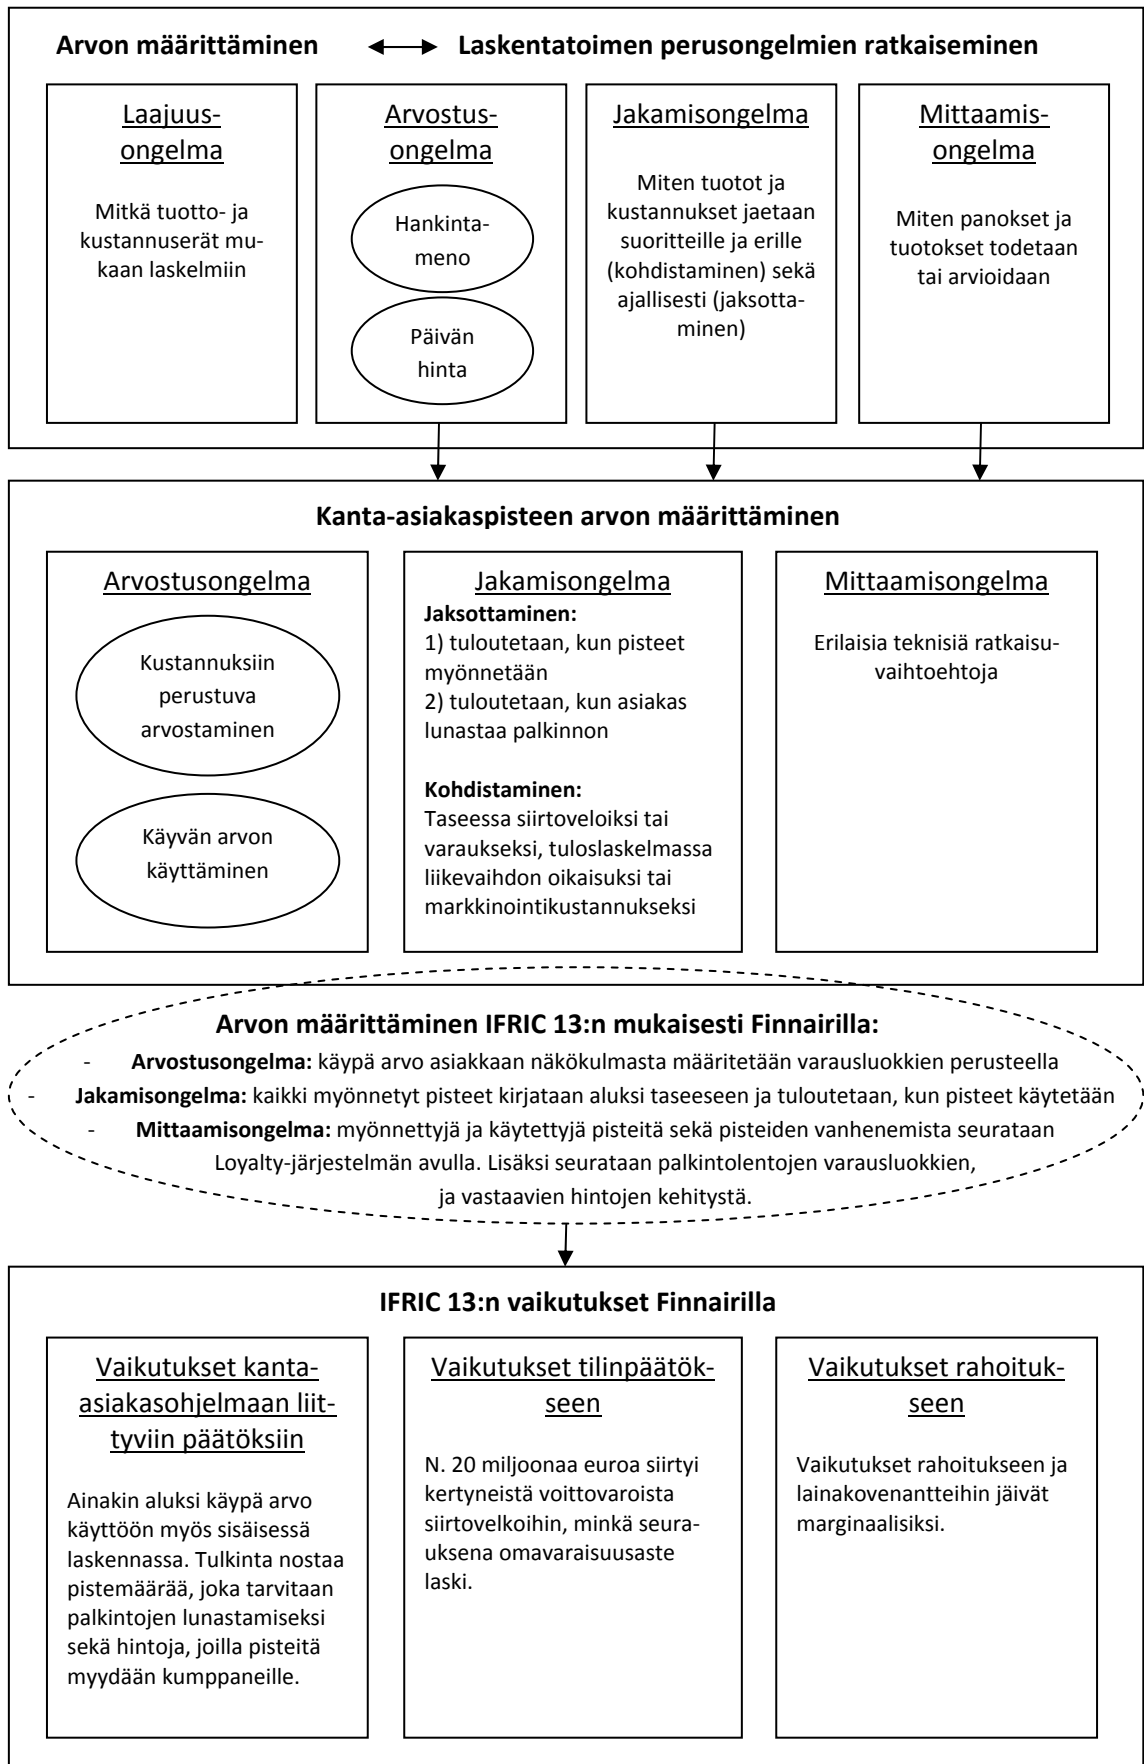 Arvon määrittäminen Laskentatoimen perusongelmien ratkaiseminen
Laajuus-
ongelma
Mitkä tuotto- ja
kustannuserät mu-
kaan laskelmiin
Arvostus-
ongelma
Hankinta-
meno
Päivän
hinta
Jakamisongelma
Miten tuotot ja
kustannukset jaetaan
suoritteille ja erille
(kohdistaminen) sekä
ajallisesti (jaksotta-
minen)
Mittaamis-
ongelma
Miten panokset ja
tuotokset todetaan
tai arvioidaan
Kanta-asiakaspisteen arvon määrittäminen
Arvostusongelma
Kustannuksiin
perustuva
arvostaminen
Käyvän arvon
käyttäminen
Jakamisongelma
Jaksottaminen:
1) tuloutetaan, kun pisteet
myönnetään
2) tuloutetaan, kun asiakas
lunastaa palkinnon
Kohdistaminen:
Taseessa siirtoveloiksi tai
varaukseksi, tuloslaskelmassa
liikevaihdon oikaisuksi tai
markkinointikustannukseksi
Mittaamisongelma
Erilaisia teknisiä ratkaisu-
vaihtoehtoja
Arvon määrittäminen IFRIC 13:n mukaisesti Finnairilla:
- Arvostusongelma: käypä arvo asiakkaan näkökulmasta määritetään varausluokkien perusteella
- Jakamisongelma: kaikki myönnetyt pisteet kirjataan aluksi taseeseen ja tuloutetaan, kun pisteet käytetään
- Mittaamisongelma: myönnettyjä ja käytettyjä pisteitä sekä pisteiden vanhenemista seurataan
Loyalty-järjestelmän avulla. Lisäksi seurataan palkintolentojen varausluokkien,
ja vastaavien hintojen kehitystä.
IFRIC 13:n vaikutukset Finnairilla
Vaikutukset kanta-
asiakasohjelmaan liit-
tyviin päätöksiin
Ainakin aluksi käypä arvo
käyttöön myös sisäisessä
laskennassa. Tulkinta nostaa
pistemäärää, joka tarvitaan
palkintojen lunastamiseksi
sekä hintoja, joilla pisteitä
myydään kumppaneille.
Vaikutukset tilinpäätök-
seen
N. 20 miljoonaa euroa siirtyi
kertyneistä voittovaroista
siirtovelkoihin, minkä seura-
uksena omavaraisuusaste
laski.
Vaikutukset rahoituk-
seen
Vaikutukset rahoitukseen ja
lainakovenantteihin jäivät
marginaalisiksi.